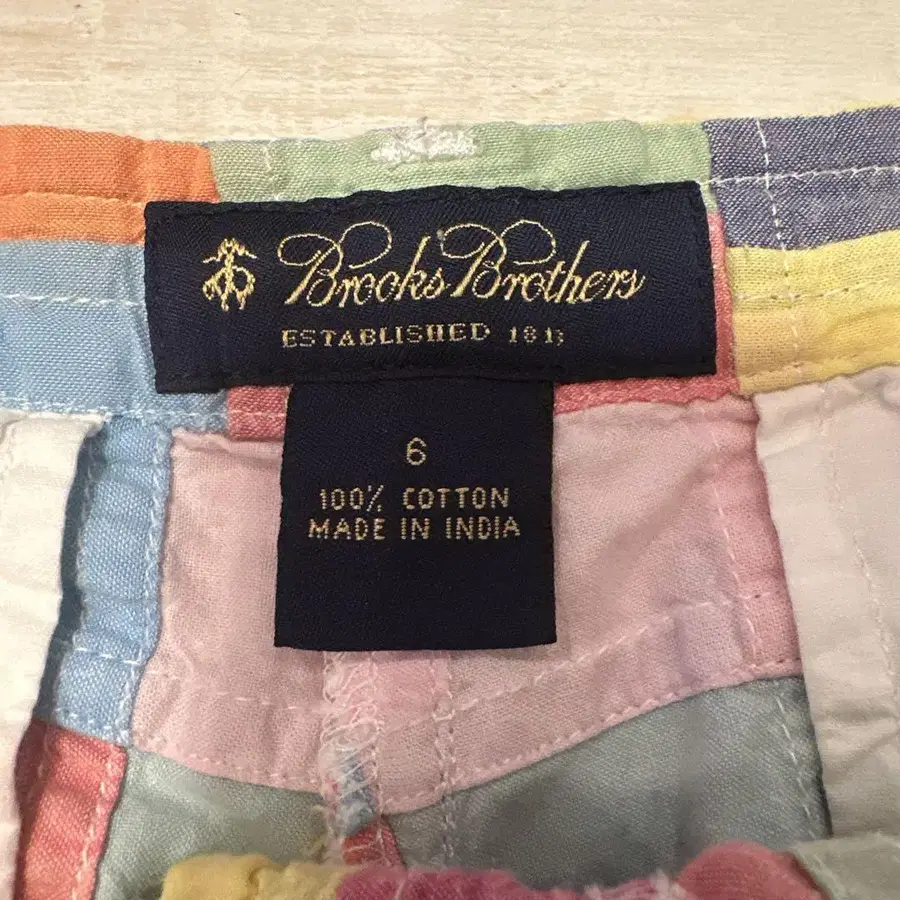 Brooks Brothers
ESTABLISHED 1818
6
100% COTTON
MADE IN INDIA